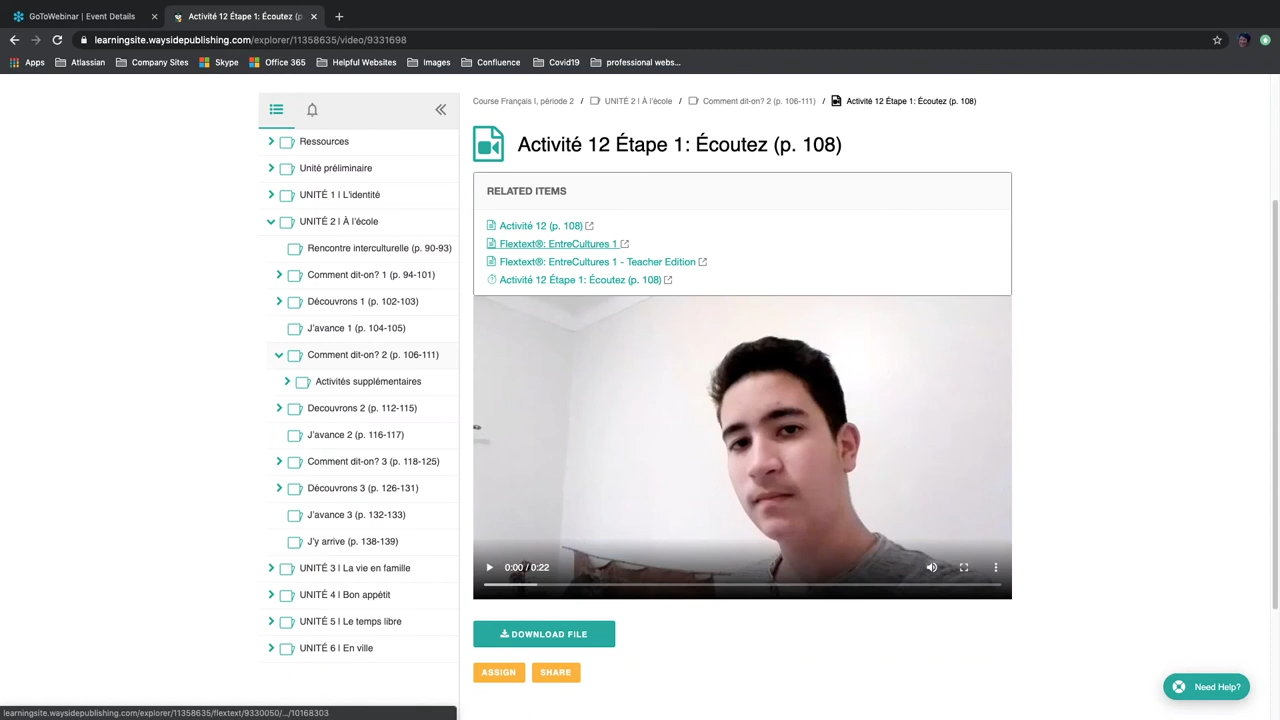 GoToWebinar | Event Details
Activité 12 Étape 1: Écoutez (p.
learningsite.waysidepublishing.com/explorer/11358635/video/9331698
Apps
Atlassian
Company Sites
Skype
Office 365
Helpful Websites
Images
Confluence
Covid19
professional webs...
Ressources
Unité préliminaire
UNITÉ 1 | L'identité
UNITÉ 2 | À l'école
Rencontre interculturelle (p. 90-93)
Comment dit-on? 1 (p. 94-101)
Découvrons 1 (p. 102-103)
J'avance 1 (p. 104-105)
Comment dit-on? 2 (p. 106-111)
Activités supplémentaires
Decouvrons 2 (p. 112-115)
J'avance 2 (p. 116-117)
Comment dit-on? 3 (p. 118-125)
Découvrons 3 (p. 126-131)
J'avance 3 (p. 132-133)
J'y arrive (p. 138-139)
UNITÉ 3 | La vie en famille
UNITÉ 4 | Bon appétit
UNITÉ 5 | Le temps libre
UNITÉ 6 | En ville
Course Français I, période 2 / UNITÉ 2 | À l'école / Comment dit-on? 2 (p. 106-111) / Activité 12 Étape 1: Écoutez (p. 108)
Activité 12 Étape 1: Écoutez (p. 108)
RELATED ITEMS
Activité 12 (p. 108)
Flextext®: EntreCultures 1
Flextext®: EntreCultures 1 - Teacher Edition
Activité 12 Étape 1: Écoutez (p. 108)
0:00 / 0:22
DOWNLOAD FILE
ASSIGN
SHARE
Need Help?
learningsite.waysidepublishing.com/explorer/11358635/flextext/9330050/.../10168303